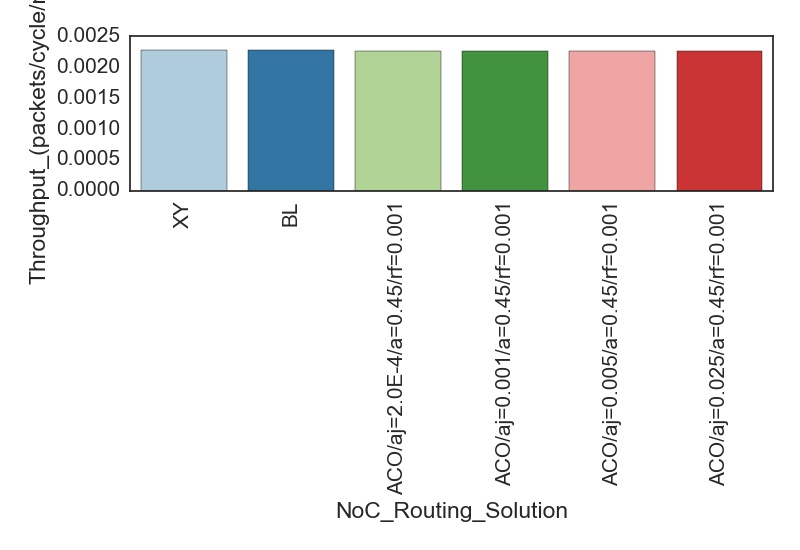 Throughput_(packets/cycle/
0.0025
0.0020
0.0015
0.0010
0.0005
0.0000
XY
BL
ACO/aj=2.0E-4/a=0.45/rf=0.001
ACO/aj=0.001/a=0.45/rf=0.001
ACO/aj=0.005/a=0.45/rf=0.001
ACO/aj=0.025/a=0.45/rf=0.001
NoC_Routing_Solution